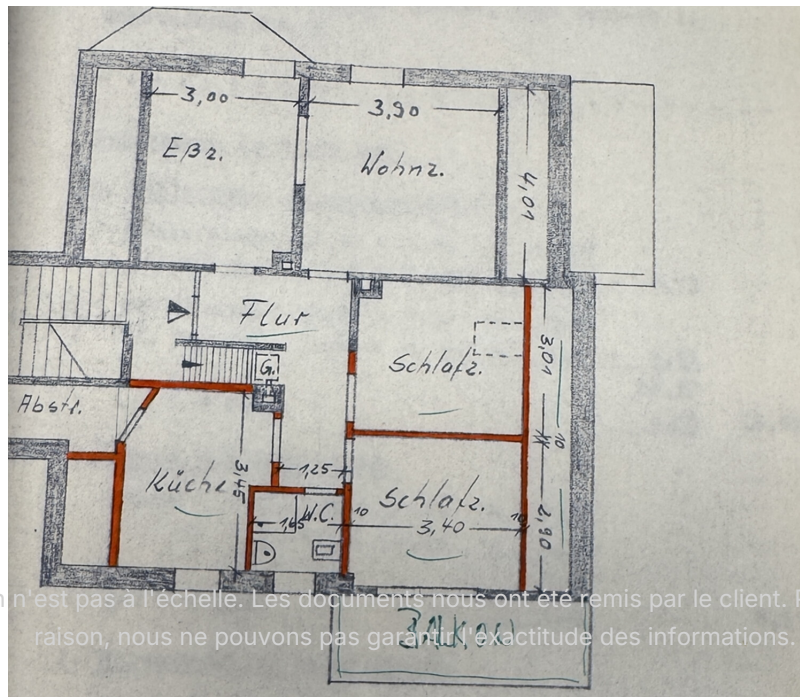 3,00
3,90
Eßz.
Wohnz.
4,01
Flur
G.
Schlafz.
3,01
Abstr.
10
Küche
3,45
1,25
Schlafz.
W.C.
1,65
10
3,40
10
2,90
n'est pas à l'échelle. Les documents nous ont été remis par le client. P
raison, nous ne pouvons pas garantir l'exactitude des informations.
BALKON